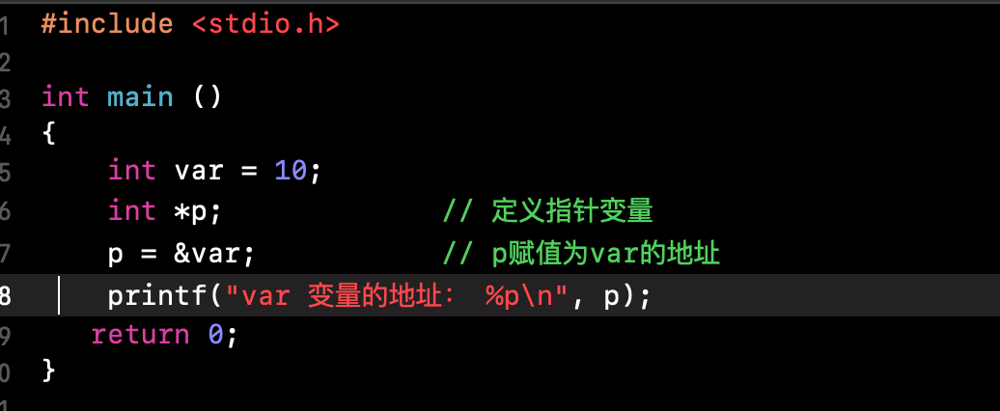 1 #include <stdio.h>
2
3 int main ()
4 {
5     int var = 10;
6     int *p;             // 定义指针变量
7     p = &var;           // p赋值为var的地址
8     printf("var 变量的地址： %p\n", p);
9    return 0;
0 }
1